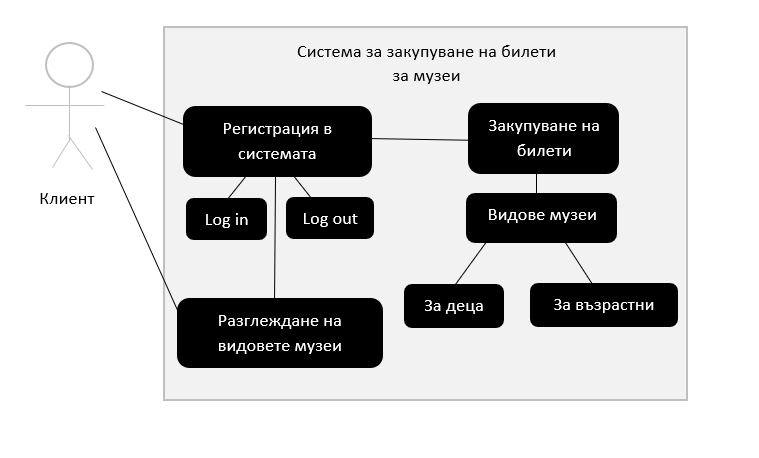 Система за закупуване на билети
за музеи
Регистрация в
системата
Закупуване на
билети
Клиент
Log in
Log out
Видове музеи
За деца
За възрастни
Разглеждане на
видовете музеи